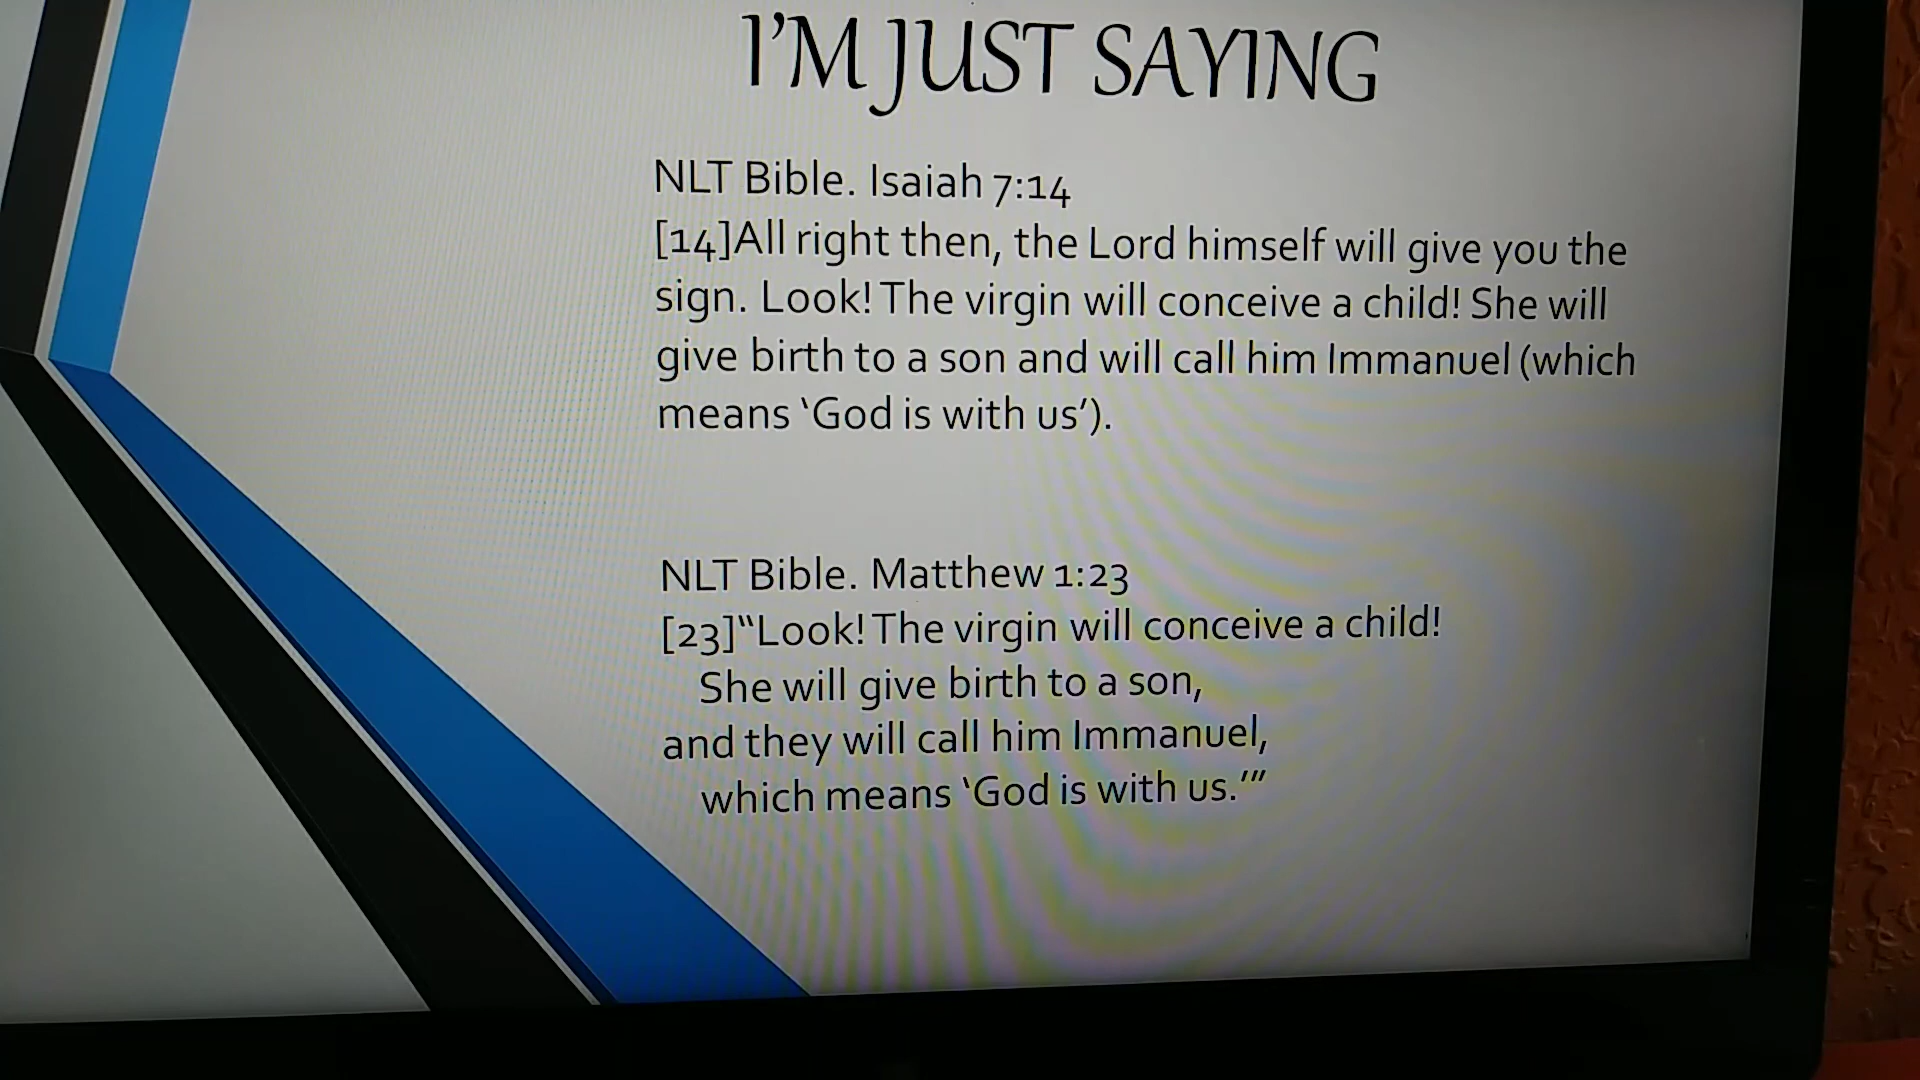 I'M JUST SAYING
NLT Bible. Isaiah 7:14
[14]All right then, the Lord himself will give you the
sign. Look! The virgin will conceive a child! She will
give birth to a son and will call him Immanuel (which
means ‘God is with us’).
NLT Bible. Matthew 1:23
[23]“Look! The virgin will conceive a child!
She will give birth to a son,
and they will call him Immanuel,
which means ‘God is with us.’”